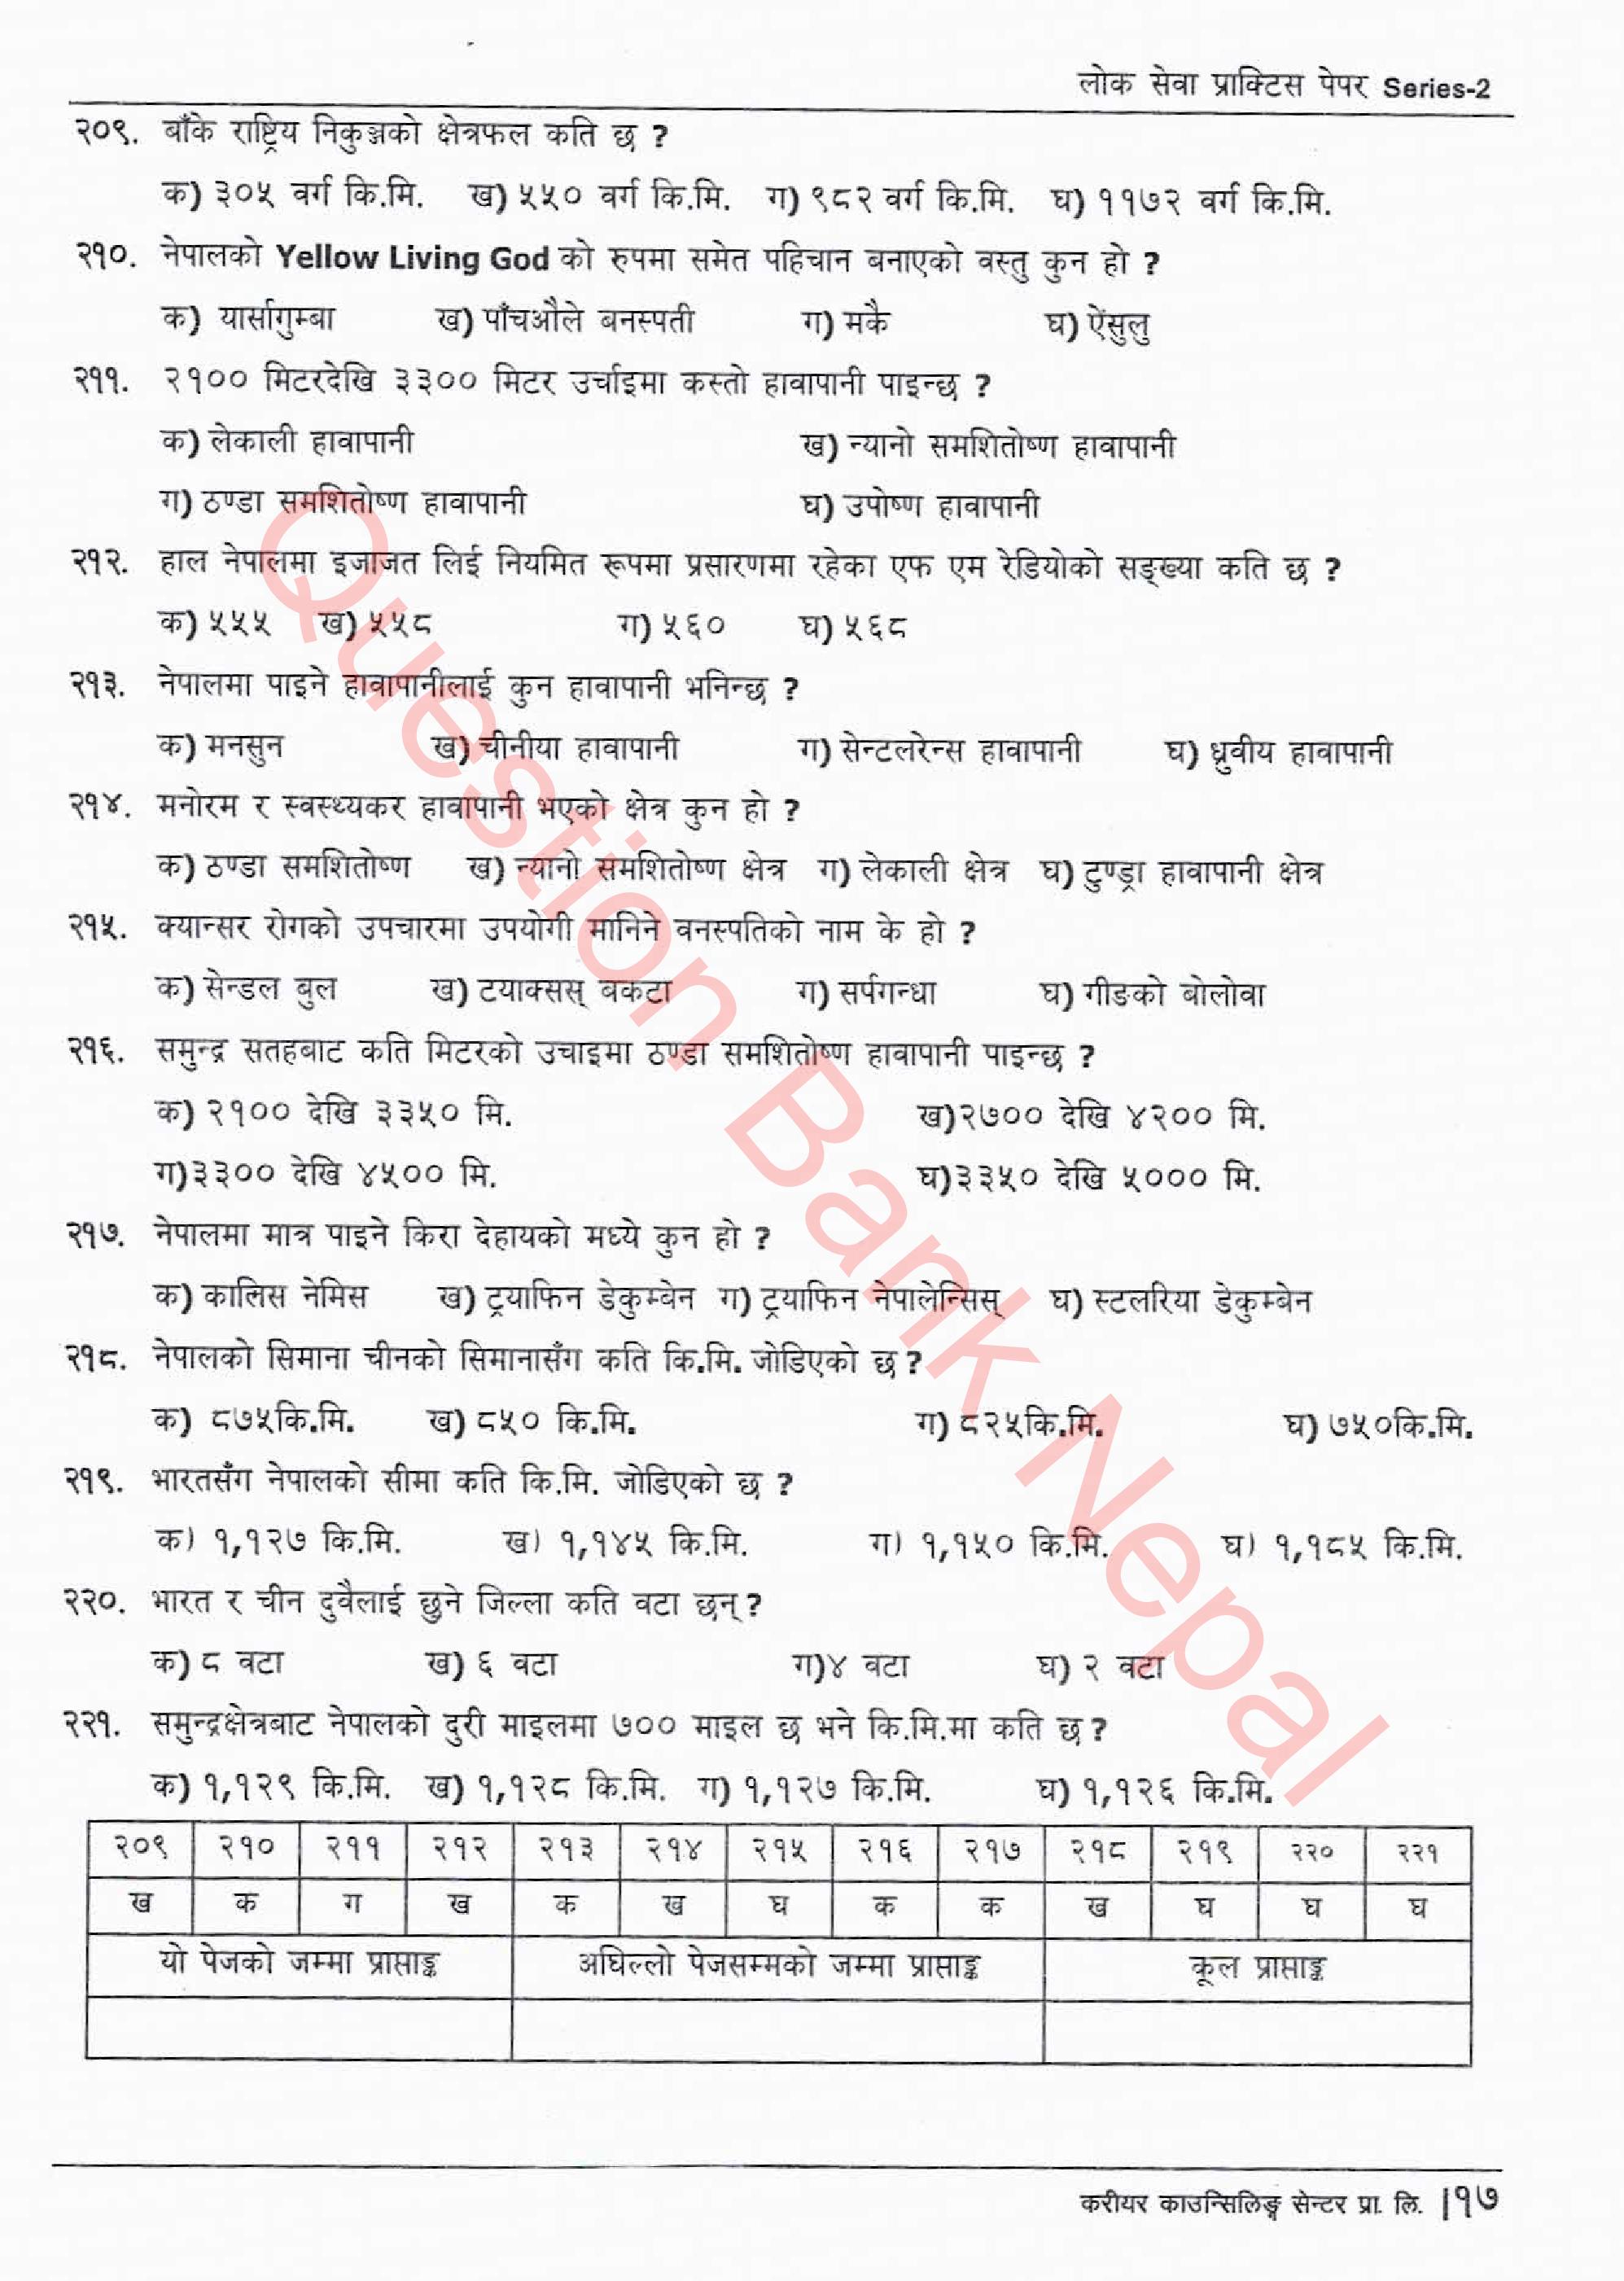 लोक सेवा प्राक्टिस पेपर Series-2
२०९. बाँके राष्ट्रिय निकुञ्जको क्षेत्रफल कति छ ?
क) ३०५ वर्ग कि.मि. ख) ५५० वर्ग कि.मि. ग) ९८२ वर्ग कि.मि. घ) ११७२ वर्ग कि.मि.
२१०. नेपालको Yellow Living God को रुपमा समेत पहिचान बनाएको वस्तु कुन हो ?
क) यार्सागुम्बा ख) पाँचऔले बनस्पती ग) मकै घ) ऐंसुलु
२११. २१०० मिटरदेखि ३३०० मिटर उर्चाइमा कस्तो हावापानी पाइन्छ ?
क) लेकाली हावापानी ख) न्यानो समशितोष्ण हावापानी
ग) ठण्डा समशितोष्ण हावापानी घ) उपोष्ण हावापानी
२१२. हाल नेपालमा इजाजत लिई नियमित रूपमा प्रसारणमा रहेका एफ एम रेडियोको सङ्ख्या कति छ ?
क) ५५५ ख) ५५८ ग) ५६० घ) ५६८
२१३. नेपालमा पाइने हावापानीलाई कुन हावापानी भनिन्छ ?
क) मनसुन ख) चीनीया हावापानी ग) सेन्टलरेन्स हावापानी घ) ध्रुवीय हावापानी
२१४. मनोरम र स्वस्थ्यकर हावापानी भएको क्षेत्र कुन हो ?
क) ठण्डा समशितोष्ण ख) न्यानो समशितोष्ण क्षेत्र ग) लेकाली क्षेत्र घ) टुण्ड्रा हावापानी क्षेत्र
२१५. क्यान्सर रोगको उपचारमा उपयोगी मानिने वनस्पतिको नाम के हो ?
क) सेन्डल बुल ख) टयाक्सस् बकटा ग) सर्पगन्धा घ) गीङको बोलोवा
२१६. समुन्द्र सतहबाट कति मिटरको उचाइमा ठण्डा समशितोष्ण हावापानी पाइन्छ ?
क) २१०० देखि ३३५० मि. ख)२७०० देखि ४२०० मि.
ग)३३०० देखि ४५०० मि. घ)३३५० देखि ५००० मि.
२१७. नेपालमा मात्र पाइने किरा देहायको मध्ये कुन हो ?
क) कालिस नेमिस ख) ट्रयाफिन डेकुम्बेन ग) ट्रयाफिन नेपालेन्सिस् घ) स्टलरिया डेकुम्बेन
२१८. नेपालको सिमाना चीनको सिमानासँग कति कि.मि. जोडिएको छ ?
क) ८७५कि.मि. ख) ८५० कि.मि. ग) ८२५कि.मि. घ) ७५०कि.मि.
२१९. भारतसँग नेपालको सीमा कति कि.मि. जोडिएको छ ?
क) १,१२७ कि.मि. ख) १,१४५ कि.मि. ग) १,१५० कि.मि. घ) १,१८५ कि.मि.
२२०. भारत र चीन दुवैलाई छुने जिल्ला कति वटा छन् ?
क) ८ वटा ख) ६ वटा ग)४ वटा घ) २ वटा
२२१. समुन्द्रक्षेत्रबाट नेपालको दुरी माइलमा ७०० माइल छ भने कि.मि.मा कति छ ?
क) १,१२९ कि.मि. ख) १,१२८ कि.मि. ग) १,१२७ कि.मि. घ) १,१२६ कि.मि.
२०९ २१० २११ २१२ २१३ २१४ २१५ २१६ २१७ २१८ २१९ २२० २२१
ख क ग ख क ख घ क क ख घ घ घ
यो पेजको जम्मा प्राप्ताङ्क अघिल्लो पेजसम्मको जम्मा प्राप्ताङ्क कूल प्राप्ताङ्क
करीयर काउन्सिलिङ्ग सेन्टर प्रा. लि. |१७
Question Bank Nepal